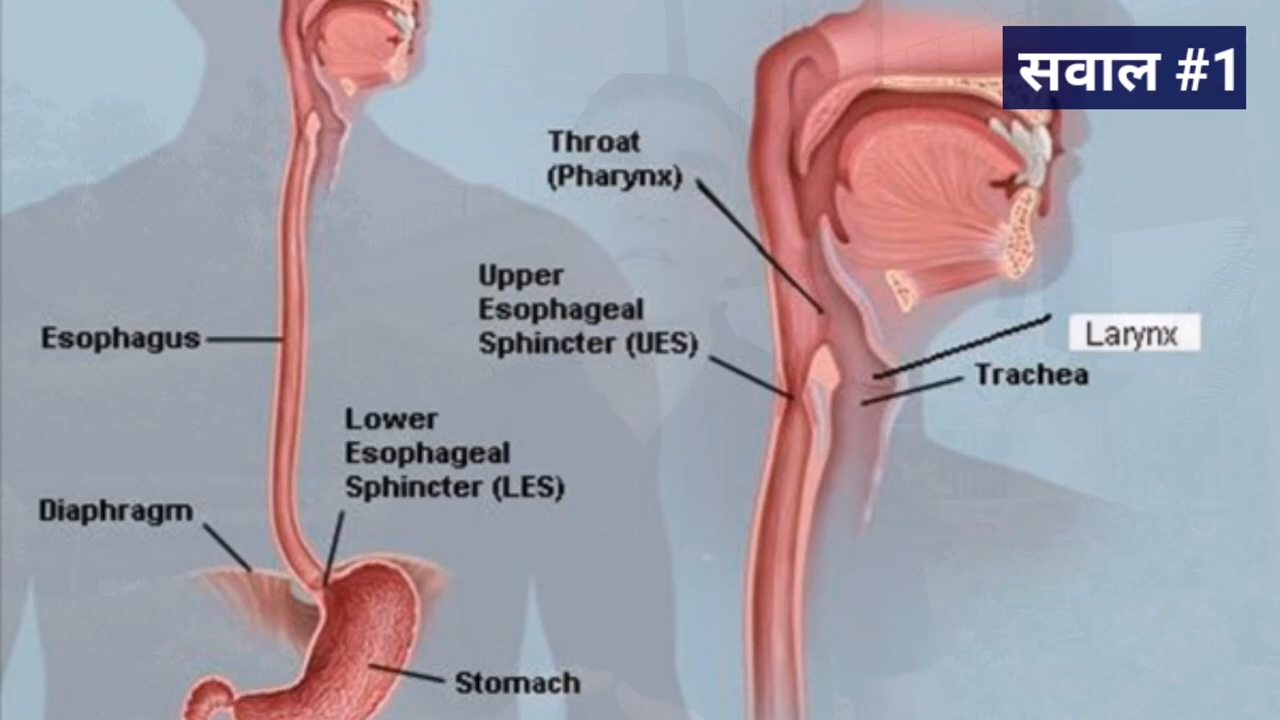 सवाल #1
Throat
(Pharynx)
Upper
Esophageal
Sphincter (UES)
Larynx
Trachea
Esophagus
Lower
Esophageal
Sphincter (LES)
Diaphragm
Stomach